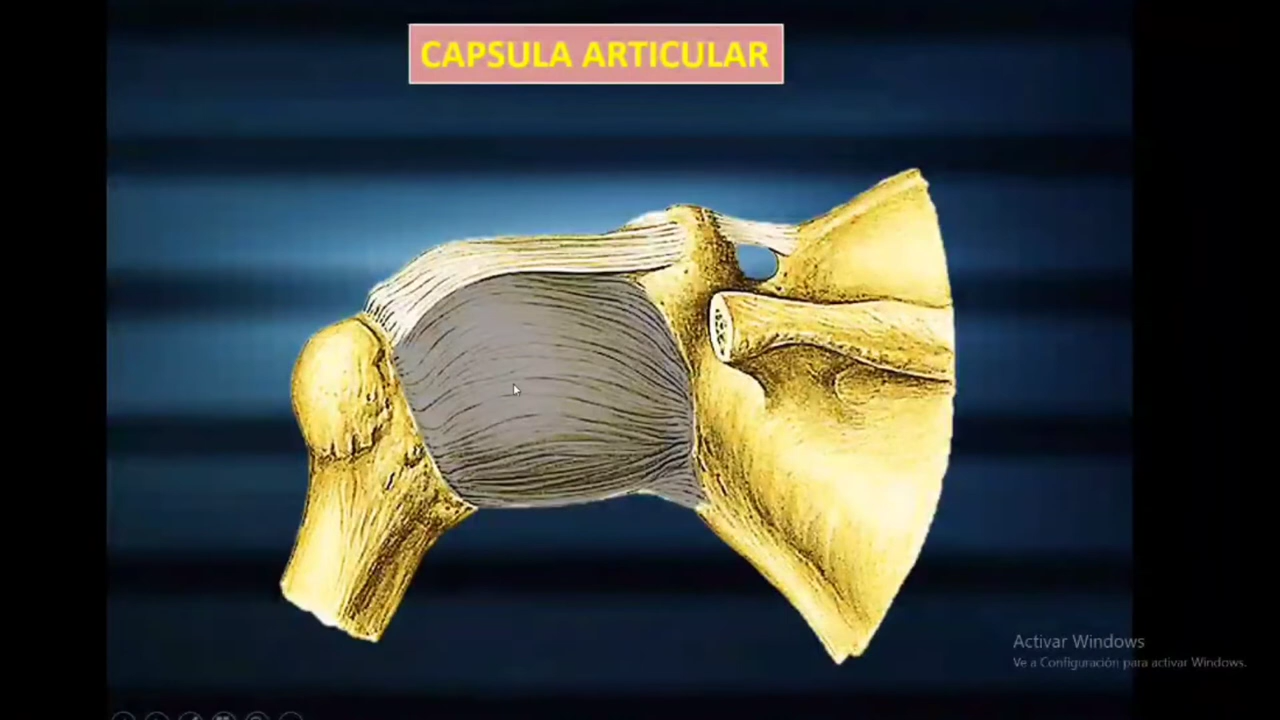 CAPSULA ARTICULAR
Activar Windows
Ve a Configuración para activar Windows.